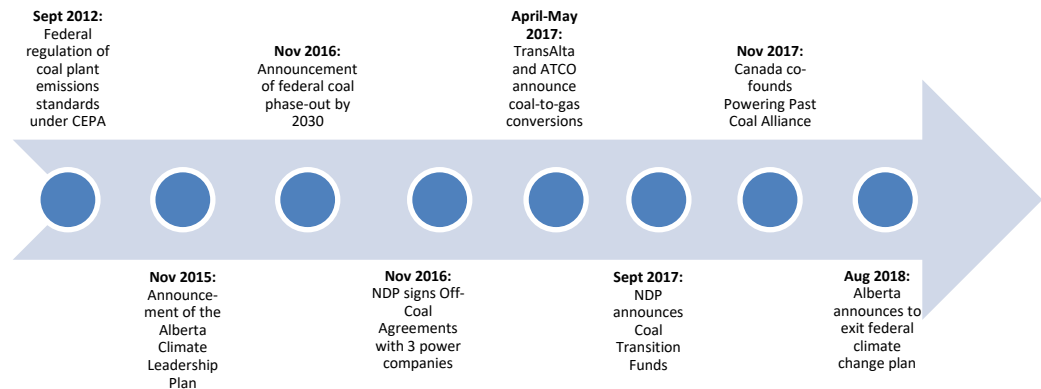 Sept 2012:
Federal
regulation of
coal plant
emissions
standards
under CEPA
Nov 2015:
Announce-
ment of the
Alberta
Climate
Leadership
Plan
Nov 2016:
Announcement
of federal coal
phase-out by
2030
Nov 2016:
NDP signs Off-
Coal
Agreements
with 3 power
companies
April-May
2017:
TransAlta
and ATCO
announce
coal-to-gas
conversions
Sept 2017:
NDP
announces
Coal
Transition
Funds
Nov 2017:
Canada co-
founds
Powering Past
Coal Alliance
Aug 2018:
Alberta
announces to
exit federal
climate
change plan